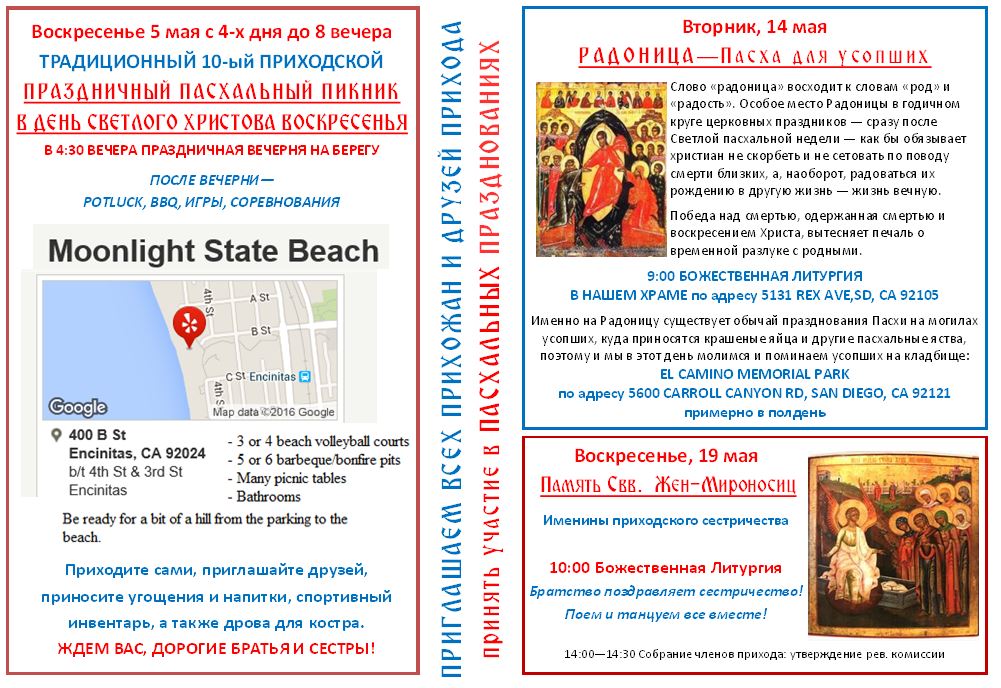 Воскресенье 5 мая с 4-х дня до 8 вечера
ТРАДИЦИОННЫЙ 10-ый ПРИХОДСКОЙ
ПРАЗДНИЧНЫЙ ПАСХАЛЬНЫЙ ПИКНИК
В ДЕНЬ СВЕТЛОГО ХРИСТОВА ВОСКРЕСЕНЬЯ
В 4:30 ВЕЧЕРА ПРАЗДНИЧНАЯ ВЕЧЕРНЯ НА БЕРЕГУ
ПОСЛЕ ВЕЧЕРНИ—
POTLUCK, BBQ, ИГРЫ, СОРЕВНОВАНИЯ
Moonlight State Beach
4th St
4th St
A St
B St
C St Encinitas
Google
Map data ©2016 Google
400 B St
Encinitas, CA 92024
b/t 4th St & 3rd St
Encinitas
- 3 or 4 beach volleyball courts
- 5 or 6 barbeque/bonfire pits
- Many picnic tables
- Bathrooms
Be ready for a bit of a hill from the parking to the
beach.
Приходите сами, приглашайте друзей,
приносите угощения и напитки, спортивный
инвентарь, а также дрова для костра.
ЖДЕМ ВАС, ДОРОГИЕ БРАТЬЯ И СЕСТРЫ!
ПРИГЛАШАЕМ ВСЕХ ПРИХОЖАН И ДРУЗЕЙ ПРИХОДА
ПРИНЯТЬ УЧАСТИЕ В ПАСХАЛЬНЫХ ПРАЗДНОВАНИЯХ
Вторник, 14 мая
РАДОНИЦА—Пасха для усопших
Слово «радоница» восходит к словам «род» и
«радость». Особое место Радоницы в годичном
круге церковных праздников — сразу после
Светлой пасхальной недели — как бы обязывает
христиан не скорбеть и не сетовать по поводу
смерти близких, а, наоборот, радоваться их
рождению в другую жизнь — жизнь вечную.
Победа над смертью, одержанная смертью и
воскресением Христа, вытесняет печаль о
временной разлуке с родными.
9:00 БОЖЕСТВЕННАЯ ЛИТУРГИЯ
В НАШЕМ ХРАМЕ по адресу 5131 REX AVE,SD, CA 92105
Именно на Радоницу существует обычай празднования Пасхи на могилах
усопших, куда приносятся крашеные яйца и другие пасхальные яства,
поэтому и мы в этот день молимся и поминаем усопших на кладбище:
EL CAMINO MEMORIAL PARK
по адресу 5600 CARROLL CANYON RD, SAN DIEGO, CA 92121
примерно в полдень
Воскресенье, 19 мая
Память Свв. Жен-Мироносиц
Именины приходского сестричества
10:00 Божественная Литургия
Братство поздравляет сестричество!
Поем и танцуем все вместе!
14:00—14:30 Собрание членов прихода: утверждение рев. комиссии